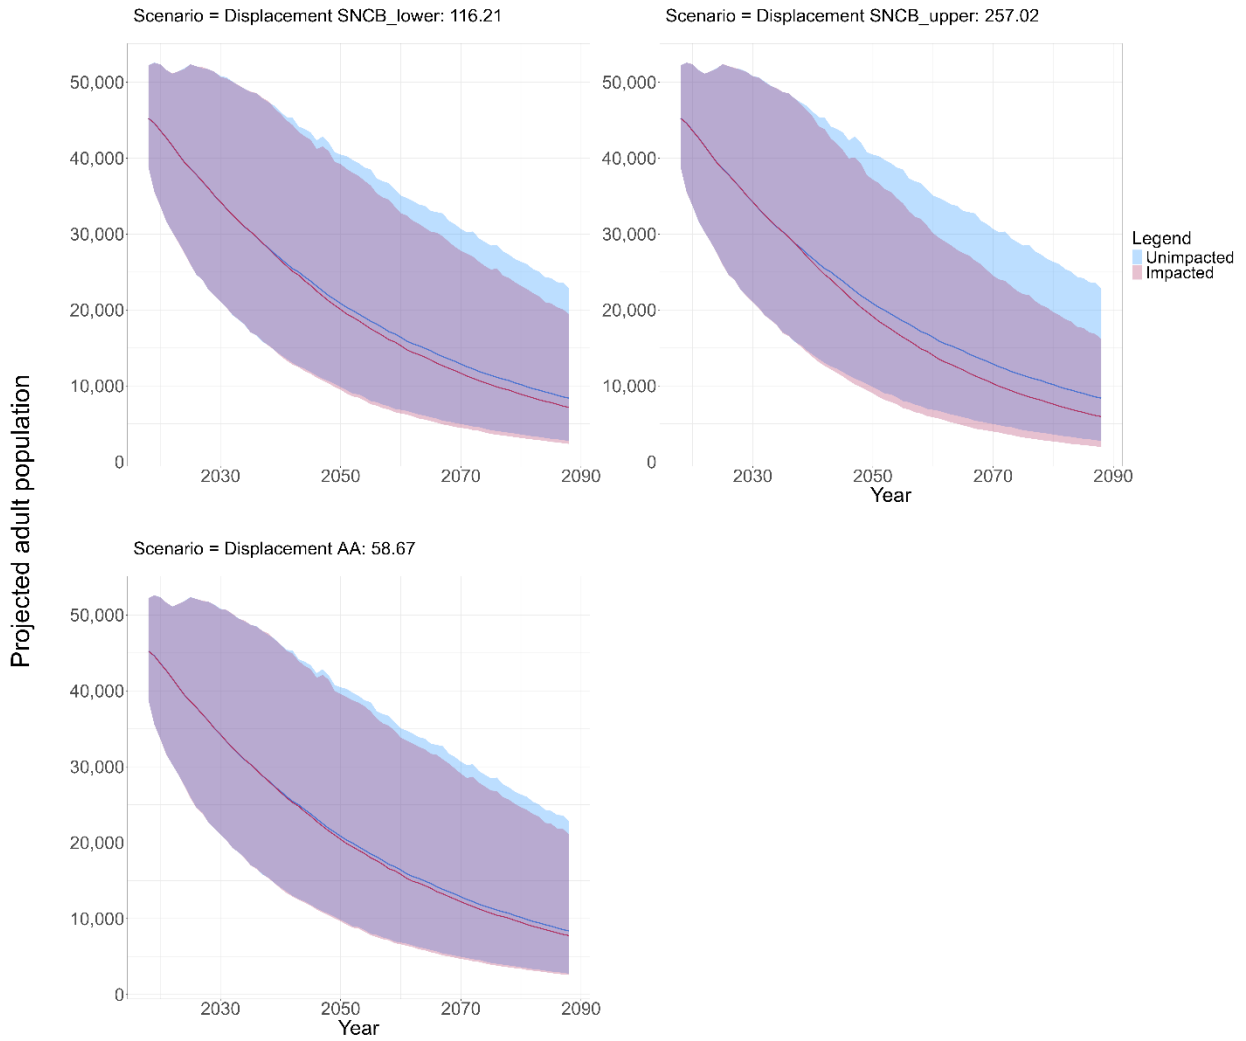 Scenario = Displacement SNCB_lower: 116.21
Scenario = Displacement SNCB_upper: 257.02
50,000
40,000
30,000
20,000
10,000
0
2030 2050 2070 2090
50,000
40,000
30,000
20,000
10,000
0
2030 2050 2070 2090
Year
Legend
Unimpacted
Impacted
Projected adult population
Scenario = Displacement AA: 58.67
50,000
40,000
30,000
20,000
10,000
0
2030 2050 2070 2090
Year